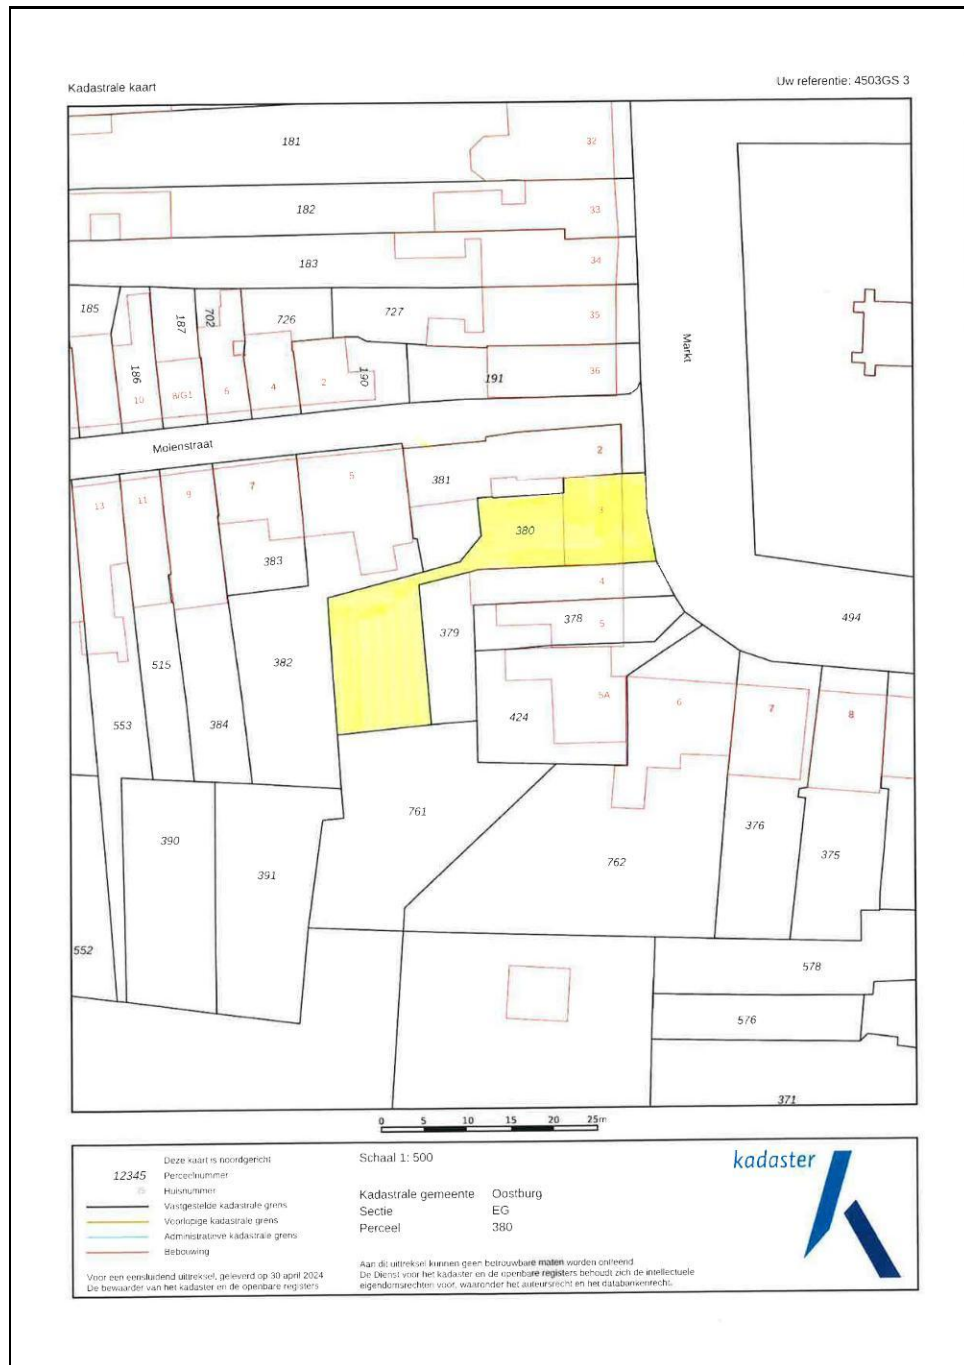 Kadastrale kaart
Uw referentie: 4503GS 3
181
32
182
33
183
34
185
187
702
726
727
35
186
10
8/G1
6
4
2
190
191
36
Markt
Molenstraat
13
11
9
7
5
381
2
380
3
383
4
379
378
5
494
515
382
553
384
424
5A
6
7
8
761
390
391
762
376
375
552
578
576
371
0 5 10 15 20 25m
Deze kaart is noordgericht
12345 Perceelnummer
25 Huisnummer
Vastgestelde kadastrale grens
Voorlopige kadastrale grens
Administratieve kadastrale grens
Bebouwing
Voor een eensluidend uittreksel, geleverd op 30 april 2024
De bewaarder van het kadaster en de openbare registers
Schaal 1: 500
Kadastrale gemeente Oostburg
Sectie EG
Perceel 380
Aan dit uittreksel kunnen geen betrouwbare maten worden ontleend.
De Dienst voor het kadaster en de openbare registers behoudt zich de intellectuele
eigendomsrechten voor, waaronder het auteursrecht en het databankenrecht.
kadaster